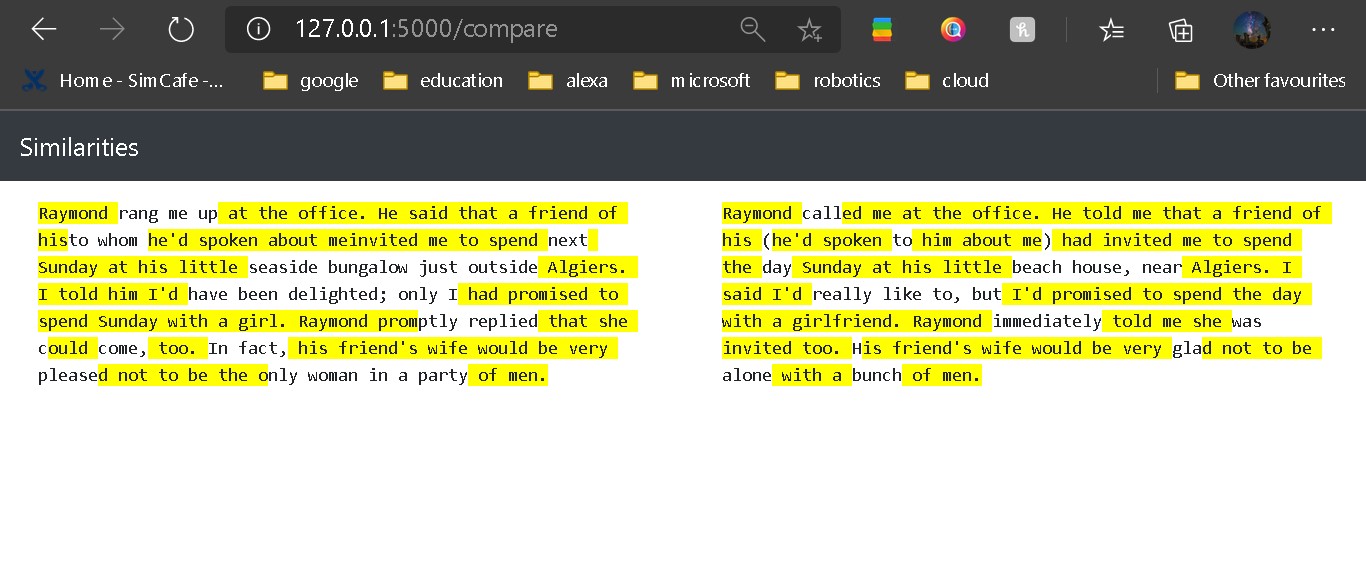 127.0.0.1:5000/compare
Home - SimCafe -...
google
education
alexa
microsoft
robotics
cloud
Other favourites
Similarities
Raymond rang me up at the office. He said that a friend of
histo whom he'd spoken about meinvited me to spend next
Sunday at his little seaside bungalow just outside Algiers.
I told him I'd have been delighted; only I had promised to
spend Sunday with a girl. Raymond promptly replied that she
could come, too. In fact, his friend's wife would be very
pleased not to be the only woman in a party of men.
Raymond called me at the office. He told me that a friend of
his (he'd spoken to him about me) had invited me to spend
the day Sunday at his little beach house, near Algiers. I
said I'd really like to, but I'd promised to spend the day
with a girlfriend. Raymond immediately told me she was
invited too. His friend's wife would be very glad not to be
alone with a bunch of men.